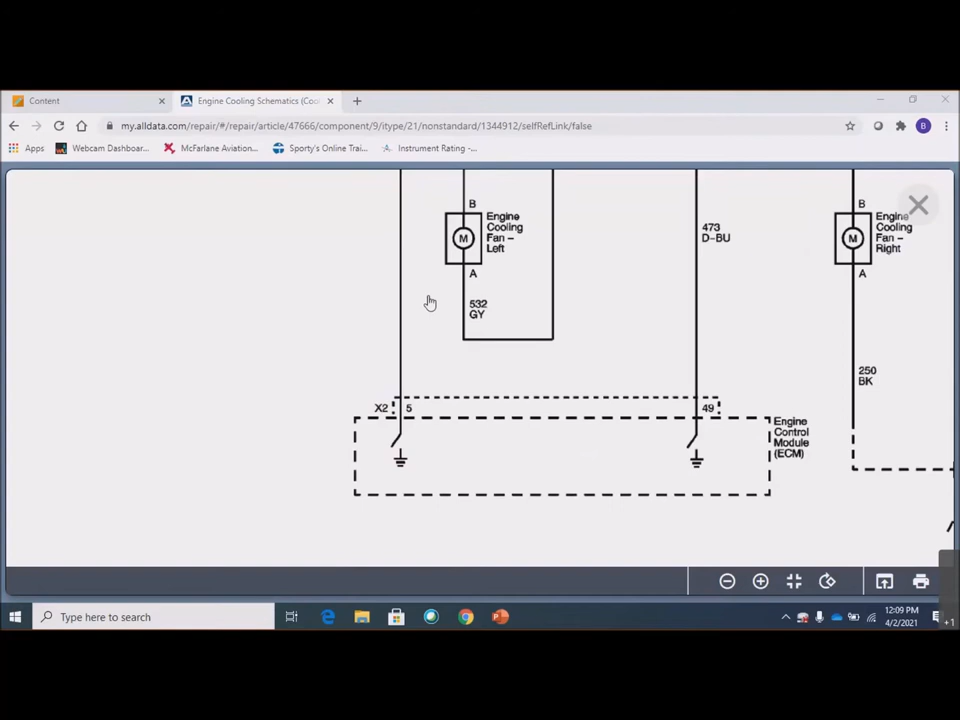 Content
Engine Cooling Schematics (Coo
my.alldata.com/repair/#/repair/article/47666/component/9/itype/21/nonstandard/1344912/selfRefLink/false
B
Apps
Webcam Dashboar...
McFarlane Aviation...
Sporty's Online Trai...
Instrument Rating -...
B
Engine
Cooling
Fan –
Left
M
A
532
GY
473
D-BU
B
Engine
Cooling
Fan –
Right
M
A
250
BK
X2
5
49
Engine
Control
Module
(ECM)
Type here to search
12:09 PM
4/2/2021
+1